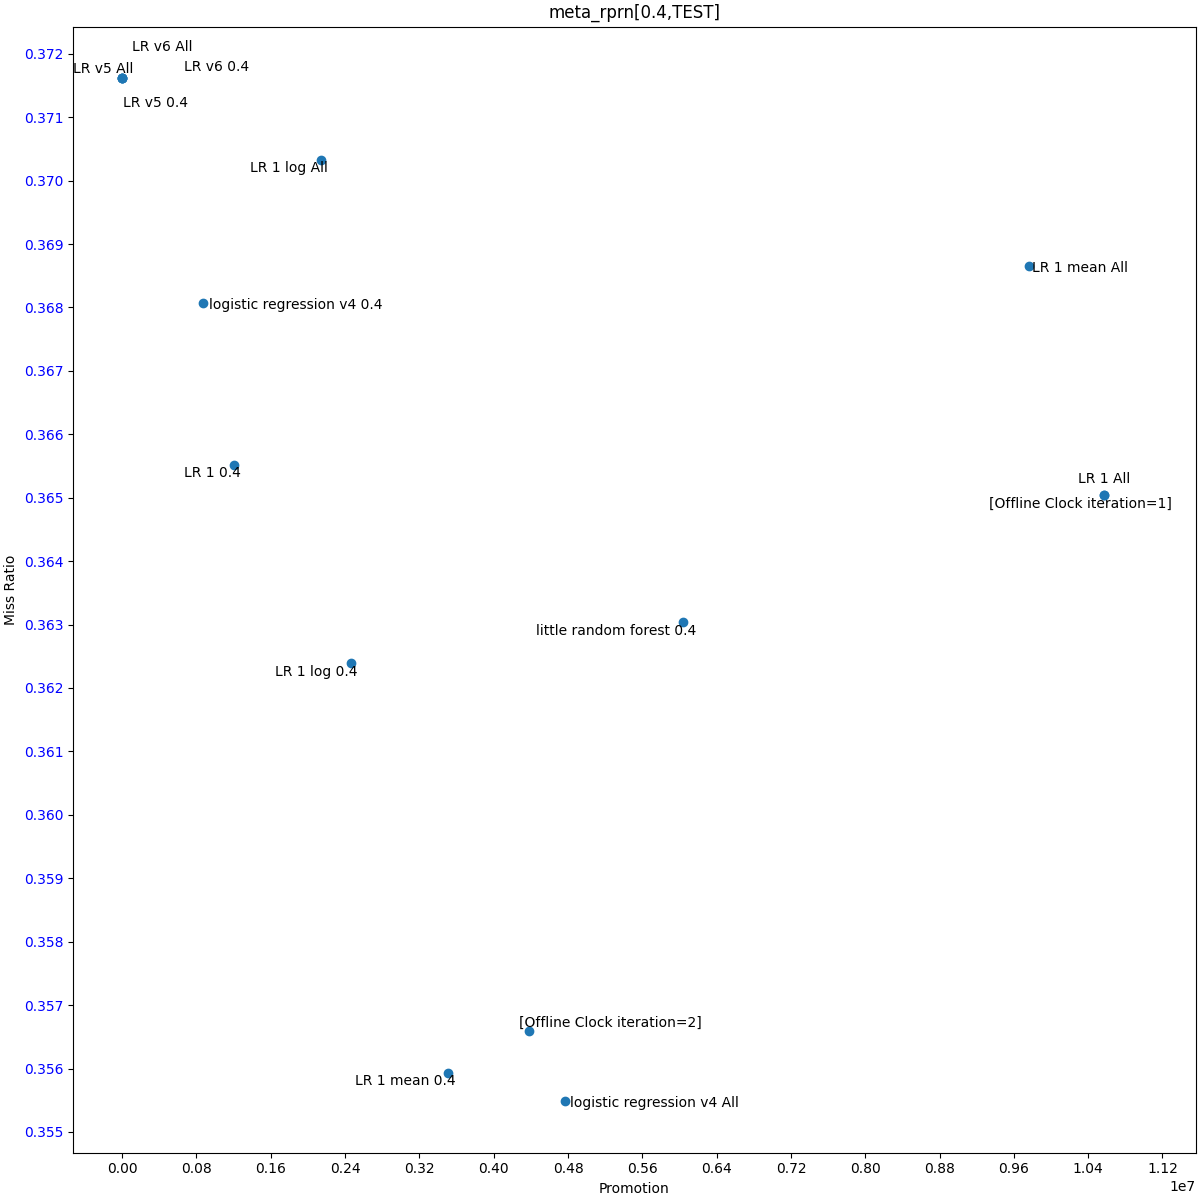 meta_rprn[0.4,TEST]
0.372
LR v6 All
LR v5 All
LR v6 0.4
LR v5 0.4
0.371
LR 1 log All
0.370
0.369
LR 1 mean All
logistic regression v4 0.4
0.368
0.367
0.366
LR 1 0.4
LR 1 All
0.365
[Offline Clock iteration=1]
0.364
Miss Ratio
0.363
little random forest 0.4
LR 1 log 0.4
0.362
0.361
0.360
0.359
0.358
0.357
[Offline Clock iteration=2]
0.356
LR 1 mean 0.4
logistic regression v4 All
0.355
0.00 0.08 0.16 0.24 0.32 0.40 0.48 0.56 0.64 0.72 0.80 0.88 0.96 1.04 1.12
Promotion
1e7